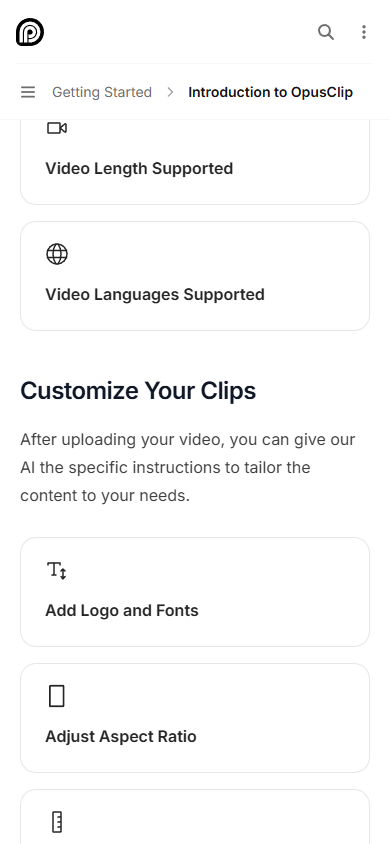 Getting Started > Introduction to OpusClip
Video Length Supported
Video Languages Supported
Customize Your Clips
After uploading your video, you can give our
AI the specific instructions to tailor the
content to your needs.
Add Logo and Fonts
Adjust Aspect Ratio